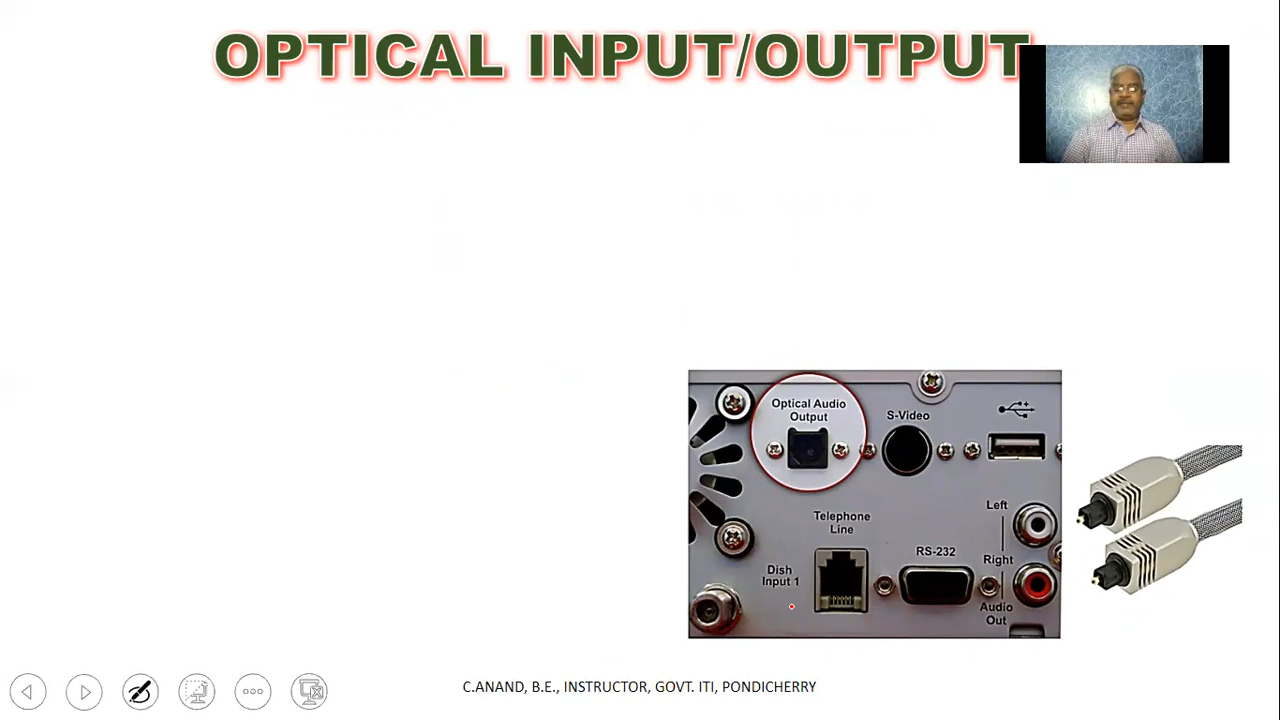 OPTICAL INPUT/OUTPUT
Optical Audio
Output
S-Video
Telephone
Line
Left
Dish
Input 1
RS-232
Right
Audio
Out
C.ANAND, B.E., INSTRUCTOR, GOVT. ITI, PONDICHERRY